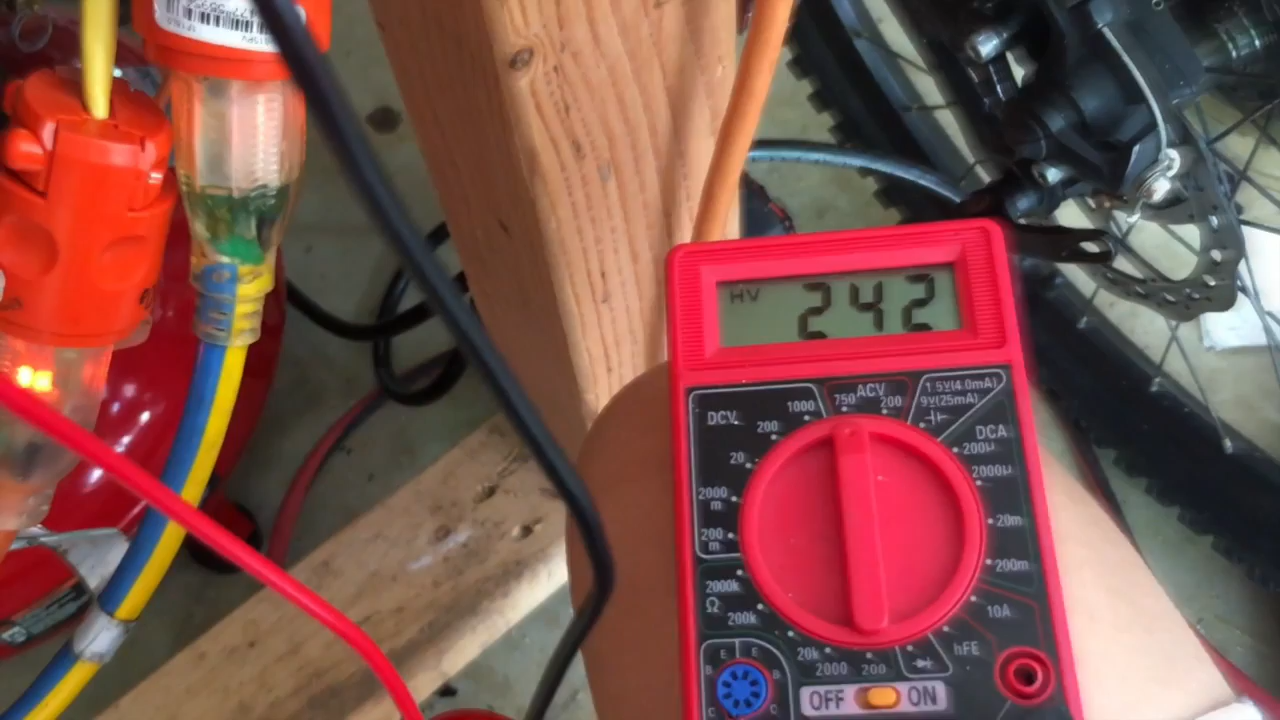 HV 242
DCV
1000
750 ACV 200
1.5V(4.0mA)
9V(25mA)
200
DCA
200µ
20
2000µ
2000
m
20m
200
m
200m
2000k
Ω
200k
10A
20k
2000
200
hFE
E E
B B
C C
OFF ON